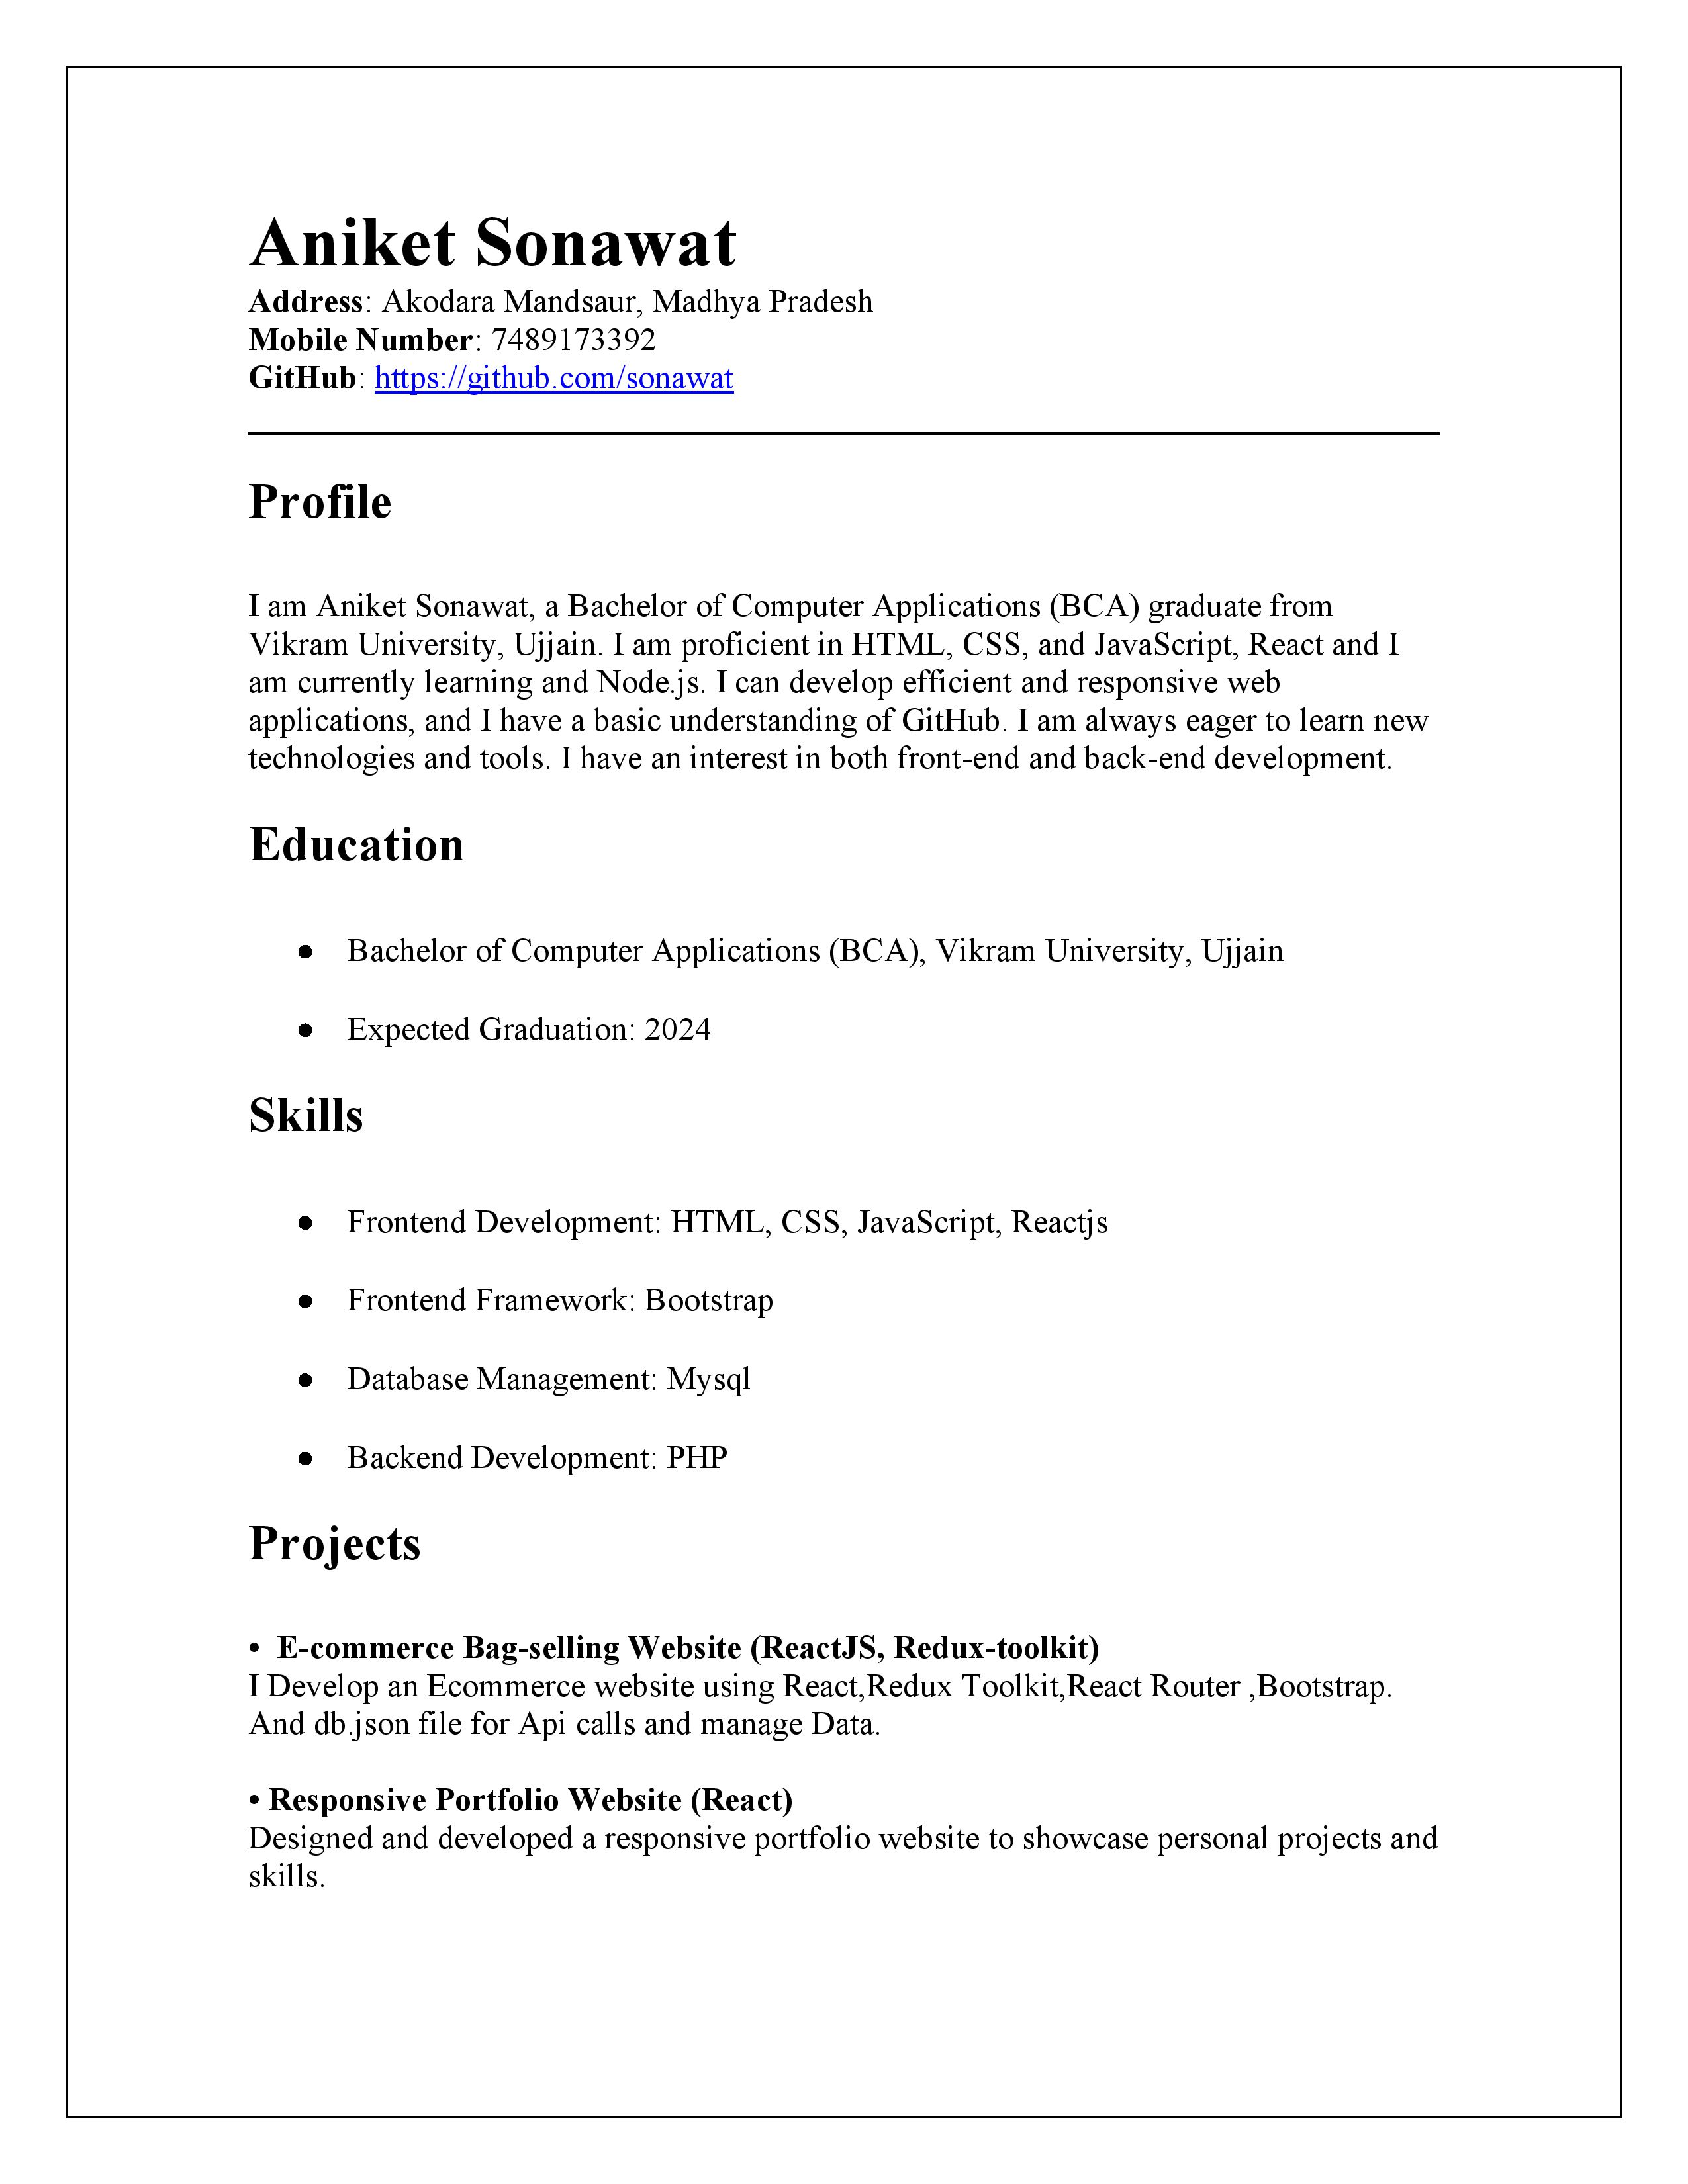 Aniket Sonawat
Address: Akodara Mandsaur, Madhya Pradesh
Mobile Number: 7489173392
GitHub: https://github.com/sonawat
Profile
I am Aniket Sonawat, a Bachelor of Computer Applications (BCA) graduate from
Vikram University, Ujjain. I am proficient in HTML, CSS, and JavaScript, React and I
am currently learning and Node.js. I can develop efficient and responsive web
applications, and I have a basic understanding of GitHub. I am always eager to learn new
technologies and tools. I have an interest in both front-end and back-end development.
Education
● Bachelor of Computer Applications (BCA), Vikram University, Ujjain
● Expected Graduation: 2024
Skills
● Frontend Development: HTML, CSS, JavaScript, Reactjs
● Frontend Framework: Bootstrap
● Database Management: Mysql
● Backend Development: PHP
Projects
• E-commerce Bag-selling Website (ReactJS, Redux-toolkit)
I Develop an Ecommerce website using React,Redux Toolkit,React Router ,Bootstrap.
And db.json file for Api calls and manage Data.
• Responsive Portfolio Website (React)
Designed and developed a responsive portfolio website to showcase personal projects and
skills.